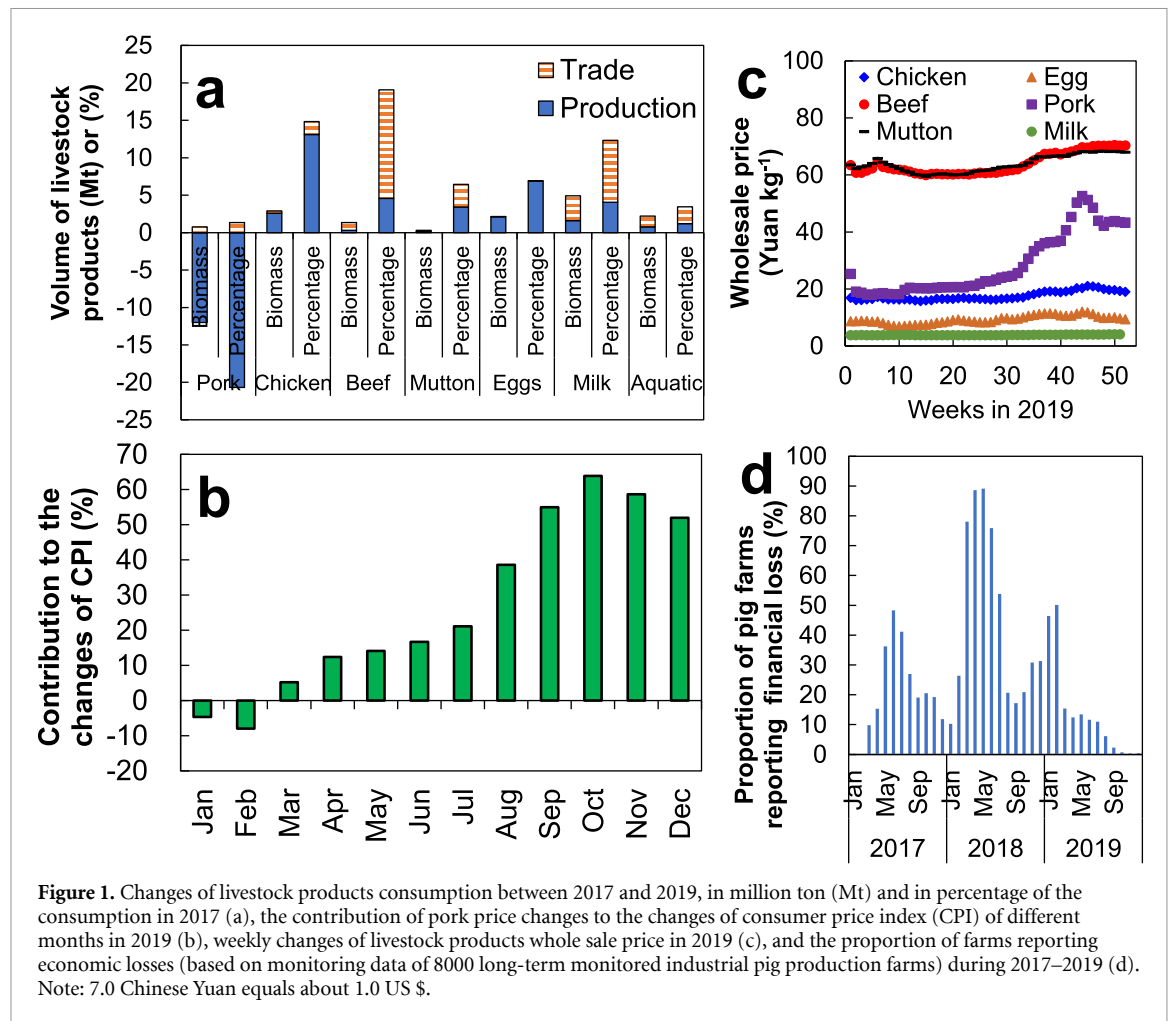 a
Trade
Production
Volume of livestock
products (Mt) or (%)
25
20
15
10
5
0
-5
-10
-15
-20
-25
Biomass
Percentage
Biomass
Percentage
Biomass
Percentage
Biomass
Percentage
Biomass
Percentage
Biomass
Percentage
Biomass
Percentage
Pork
Chicken
Beef
Mutton
Eggs
Milk
Aquatic
c
Chicken
Egg
Beef
Pork
Mutton
Milk
Wholesale price
(Yuan kg⁻¹)
100
80
60
40
20
0
0 10 20 30 40 50
Weeks in 2019
b
Contribution to the
changes of CPI (%)
70
60
50
40
30
20
10
0
-10
-20
Jan
Feb
Mar
Apr
May
Jun
Jul
Aug
Sep
Oct
Nov
Dec
d
Proportion of pig farms
reporting financial loss (%)
100
90
80
70
60
50
40
30
20
10
0
Jan
May
Sep
Jan
May
Sep
Jan
May
Sep
2017
2018
2019
Figure 1. Changes of livestock products consumption between 2017 and 2019, in million ton (Mt) and in percentage of the
consumption in 2017 (a), the contribution of pork price changes to the changes of consumer price index (CPI) of different
months in 2019 (b), weekly changes of livestock products whole sale price in 2019 (c), and the proportion of farms reporting
economic losses (based on monitoring data of 8000 long-term monitored industrial pig production farms) during 2017–2019 (d).
Note: 7.0 Chinese Yuan equals about 1.0 US $.